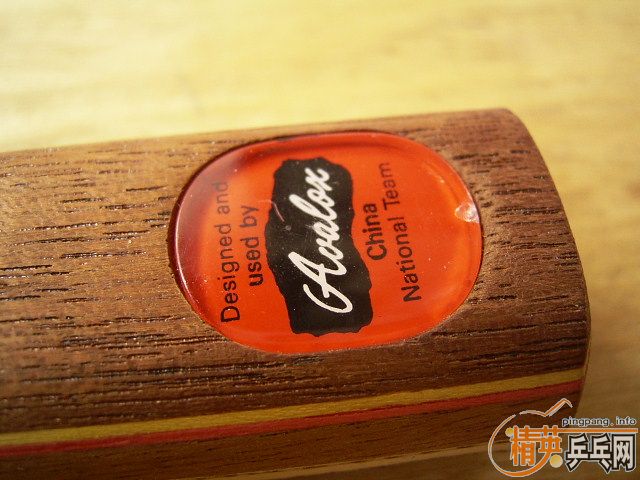 Designed and
used by
Avalox
China
National Team
pingpang.info
精英乒乓网